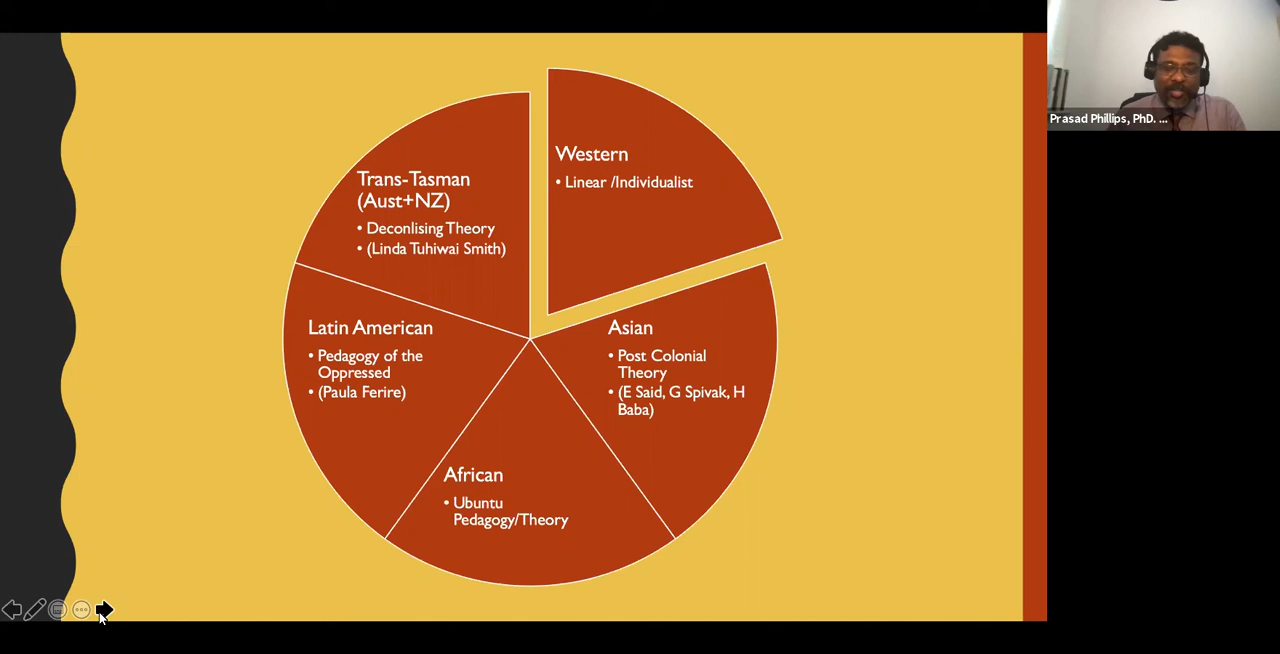 Western
• Linear /Individualist
Asian
• Post Colonial
Theory
• (E Said, G Spivak, H
Baba)
African
• Ubuntu
Pedagogy/Theory
Latin American
• Pedagogy of the
Oppressed
• (Paula Ferire)
Trans-Tasman
(Aust+NZ)
• Deconlising Theory
• (Linda Tuhiwai Smith)
Prasad Phillips, PhD. ...